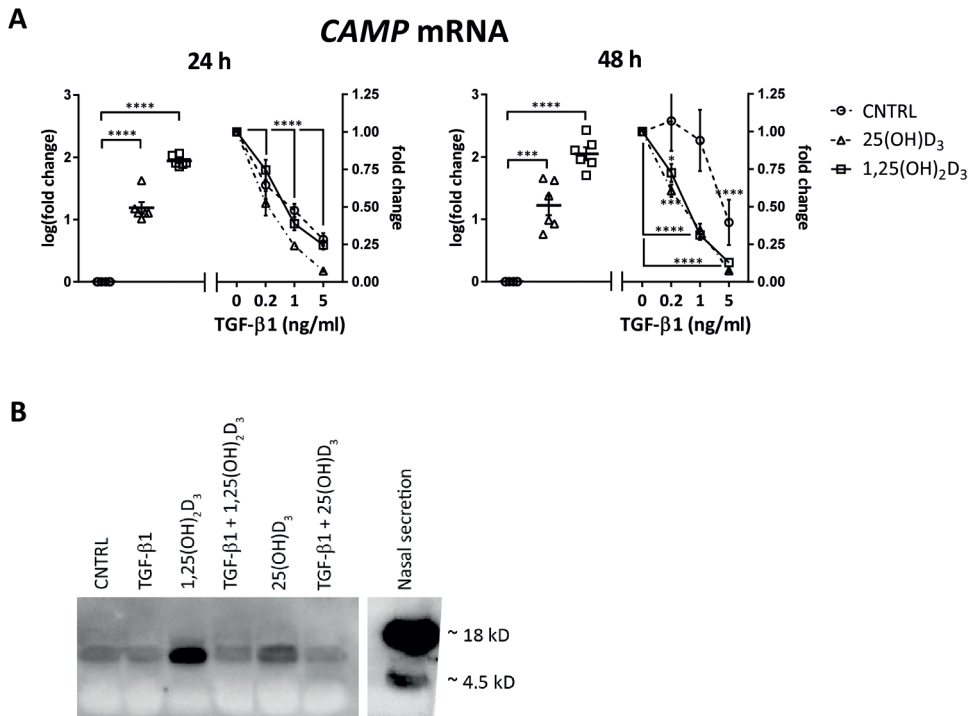 A
CAMP mRNA
24 h
48 h
log(fold change)
3
2
1
0
****
****
****
1.25
1.00
0.75
0.50
0.25
0.00
fold change
0 0.2 1 5
TGF-β1 (ng/ml)
log(fold change)
3
2
1
0
***
****
*
***
****
****
****
1.25
1.00
0.75
0.50
0.25
0.00
fold change
0 0.2 1 5
TGF-β1 (ng/ml)
CNTRL
25(OH)D₃
1,25(OH)₂D₃
B
CNTRL
TGF-β1
1,25(OH)₂D₃
TGF-β1 + 1,25(OH)₂D₃
25(OH)D₃
TGF-β1 + 25(OH)D₃
Nasal secretion
~ 18 kD
~ 4.5 kD